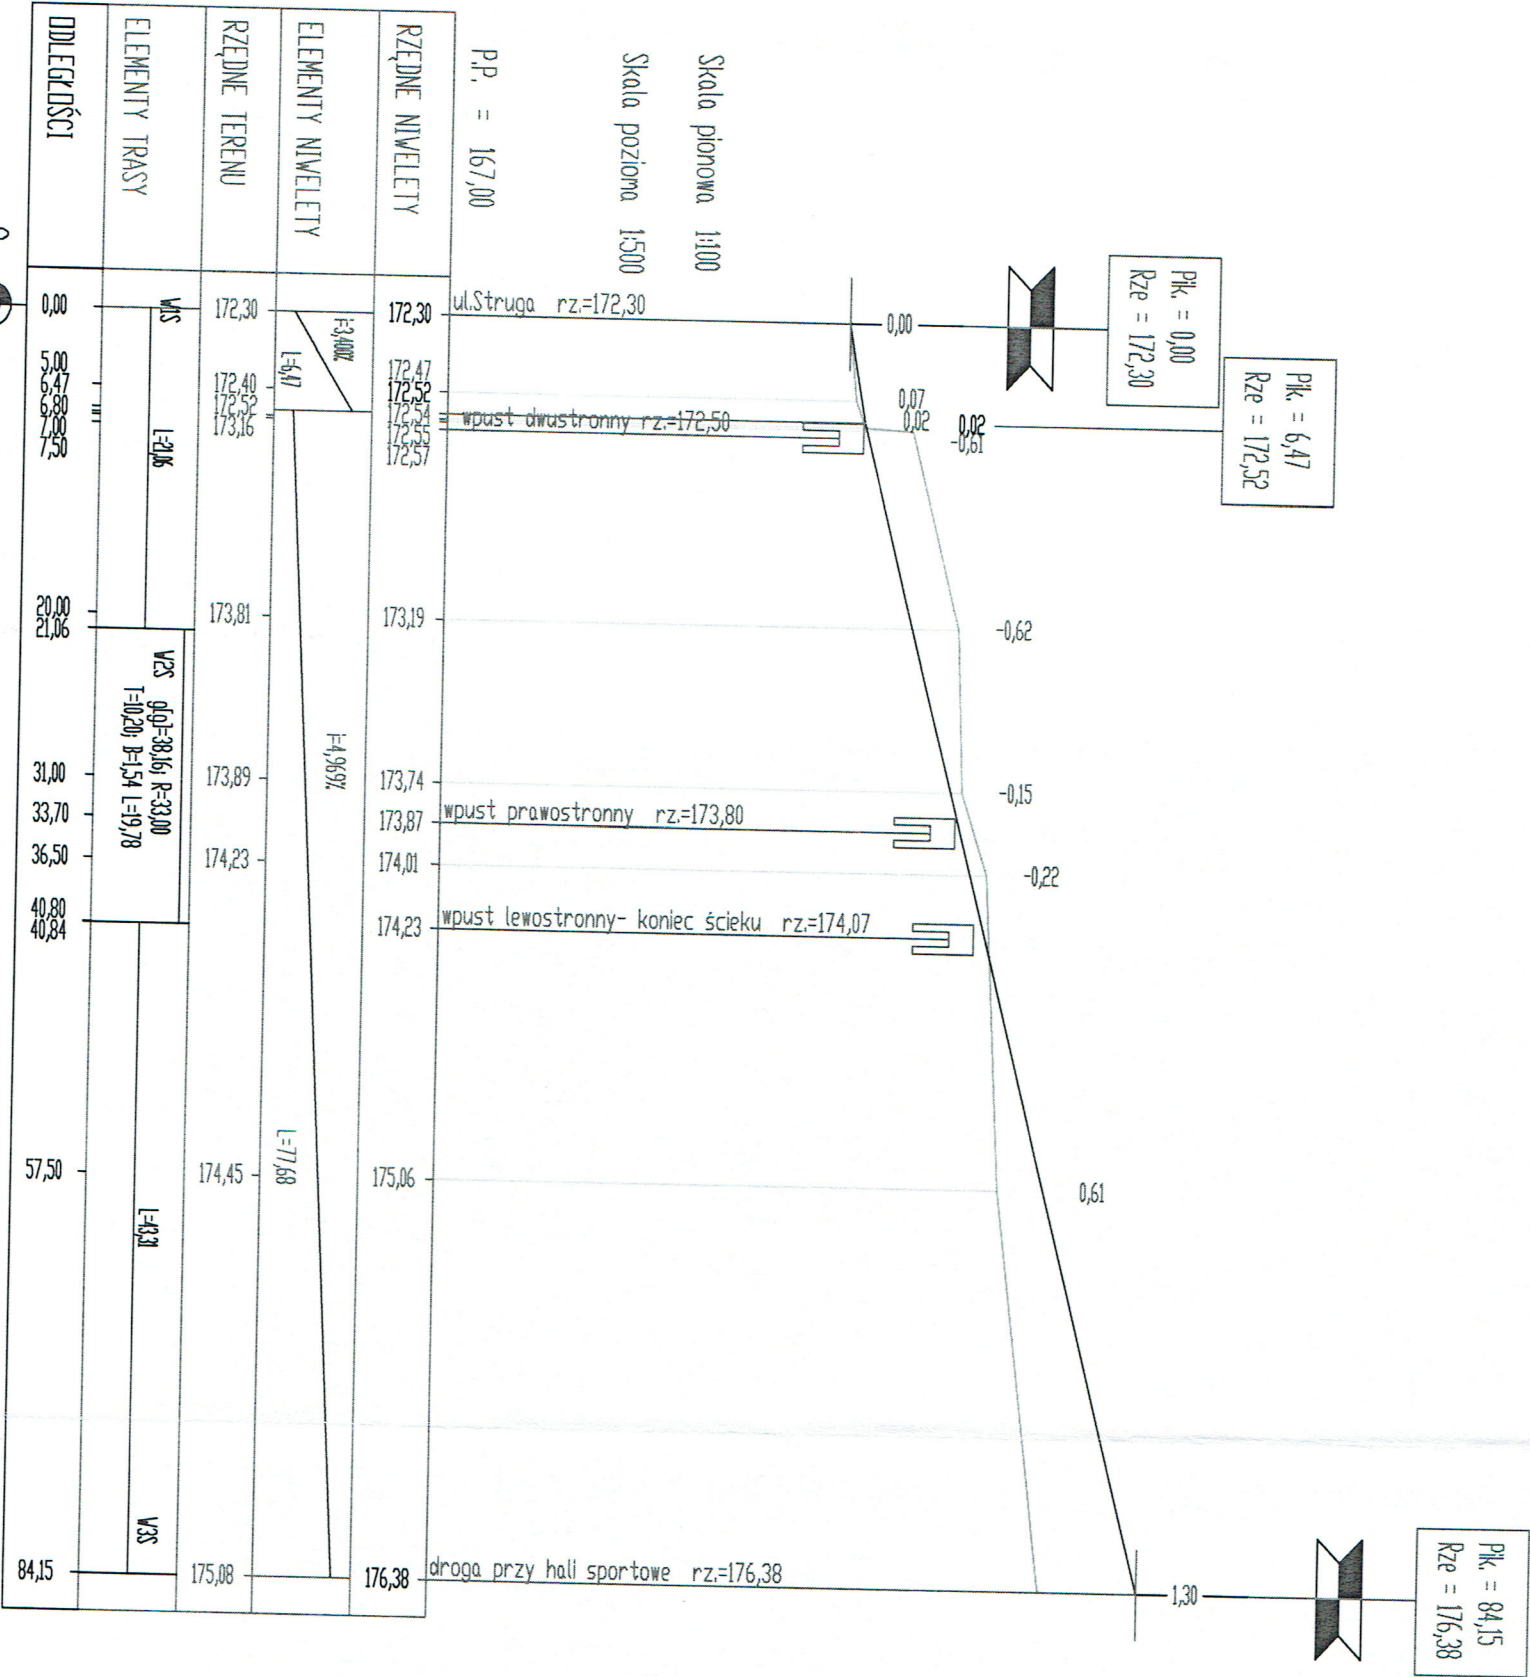 Pik. = 0,00
Rze = 172,30
Pik. = 6,47
Rze = 172,52
Pik. = 84,15
Rze = 176,38
0,00
0,07
0,02
0,02
-0,61
-0,62
-0,15
-0,22
0,61
1,30
Skala pionowa 1:100
Skala pozioma 1:500
P.P. = 167,00
ul.Struga rz.=172,30
wpust dwustronny rz.=172,50
wpust prawostronny rz.=173,80
wpust lewostronny- koniec ścieku rz.=174,07
droga przy hali sportowe rz.=176,38
RZĘDNE NIWELETY
172,30
172,47
172,52
172,54
172,55
172,57
173,19
173,74
173,87
174,01
174,23
175,06
176,38
ELEMENTY NIWELETY
i=3,400%
L=6,47
i=4,969%
L=77,68
RZĘDNE TERENU
172,30
172,40
172,52
173,16
173,81
173,89
174,23
174,45
175,08
ELEMENTY TRASY
W1S
L=21,06
W2S g[g]=38,16; R=33,00
T=10,20; B=1,54 L=19,78
L=43,31
W3S
ODLEGŁOŚCI
0,00
5,00
6,47
6,80
7,00
7,50
20,00
21,06
31,00
33,70
36,50
40,80
40,84
57,50
84,15